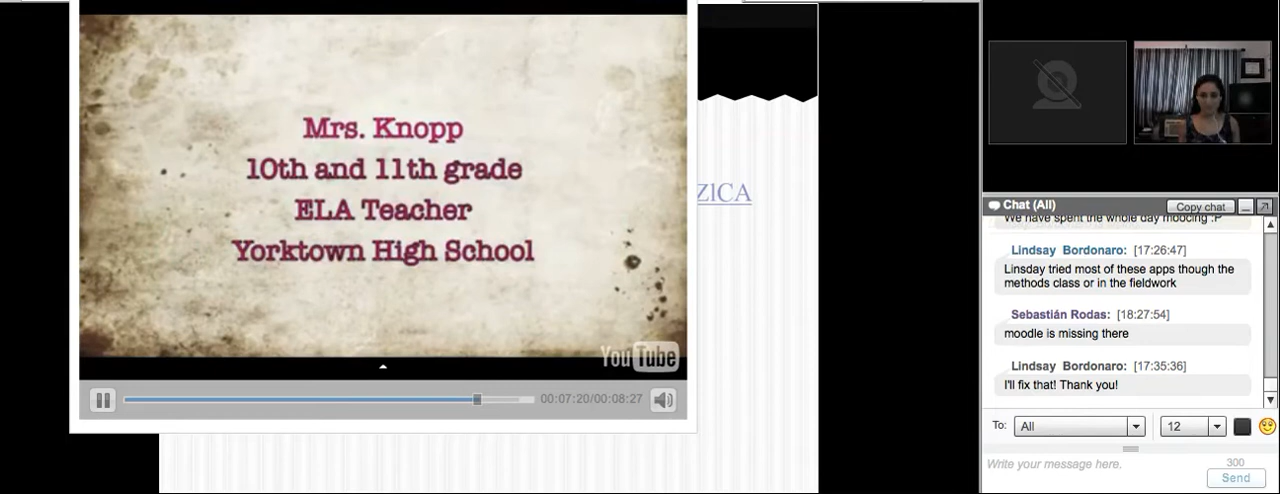 Mrs. Knopp
10th and 11th grade
ELA Teacher
Yorktown High School
YouTube
00:07:20/00:08:27
ZlCA
Chat (All)
Copy chat
We have spent the whole day moocing :P
Lindsay Bordonaro: [17:26:47]
Linsday tried most of these apps though the
methods class or in the fieldwork
Sebastián Rodas: [18:27:54]
moodle is missing there
Lindsay Bordonaro: [17:35:36]
I'll fix that! Thank you!
To: All 12
Write your message here.
300
Send